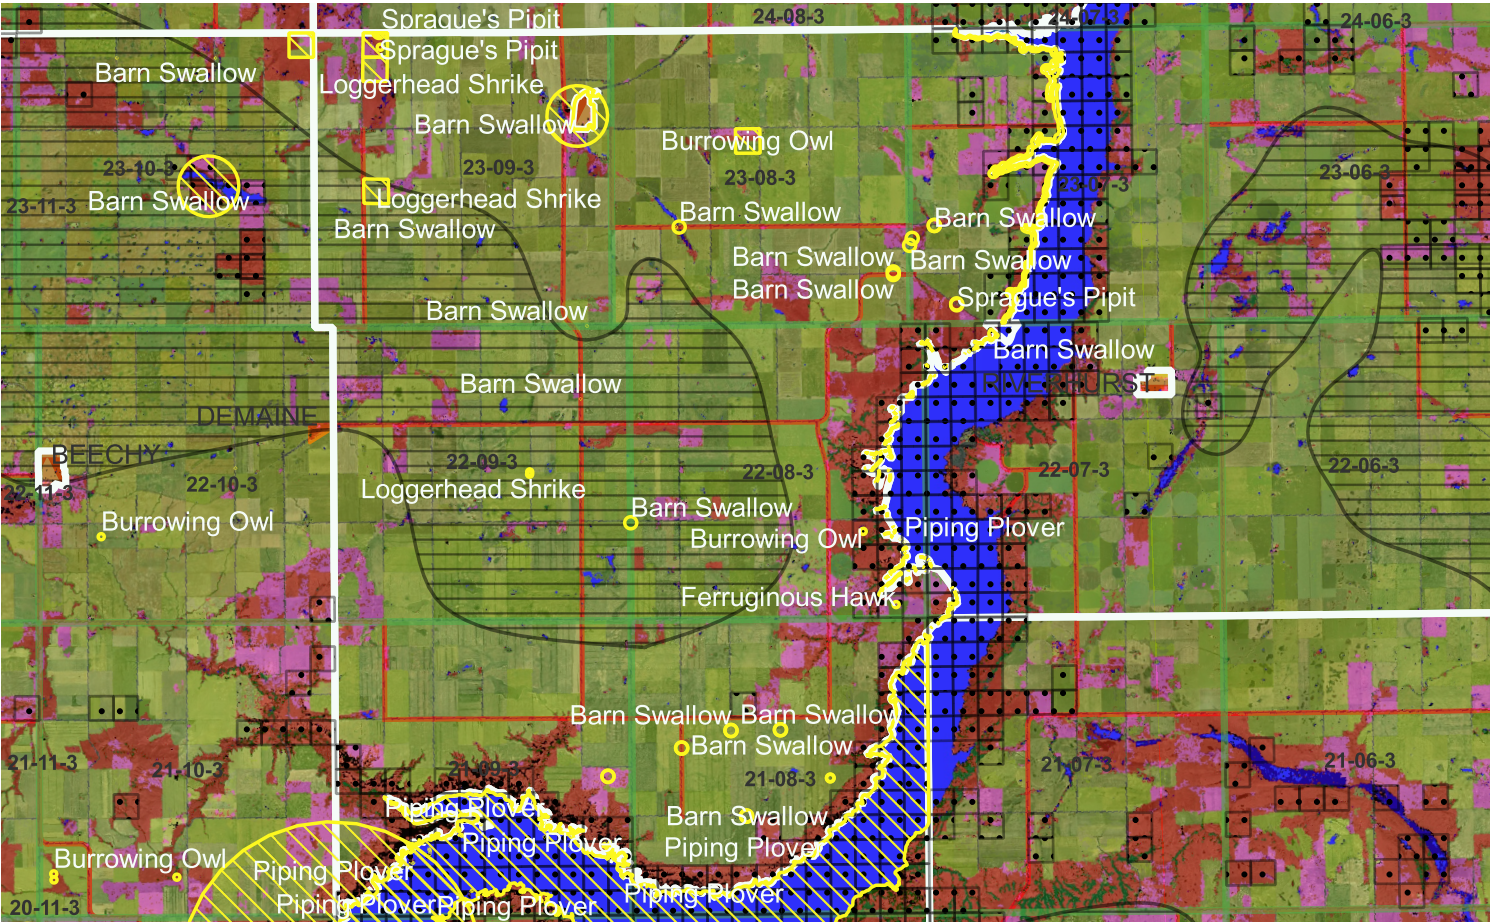 Sprague's Pipit
24-08-3
24-07-3
24-06-3
Sprague's Pipit
Barn Swallow
Loggerhead Shrike
Barn Swallow
Burrowing Owl
23-10-3
23-09-3
23-08-3
23-07-3
23-06-3
Barn Swallow
23-11-3
Loggerhead Shrike
Barn Swallow
Barn Swallow
Barn Swallow
Barn Swallow
Barn Swallow
Barn Swallow
Sprague's Pipit
Barn Swallow
Barn Swallow
Barn Swallow
RIVERHURST
DEMAINE
BEECHY
22-09-3
22-08-3
22-07-3
22-06-3
22-11-3
22-10-3
Loggerhead Shrike
Barn Swallow
Burrowing Owl
Piping Plover
Burrowing Owl
Ferruginous Hawk
Barn Swallow
Barn Swallow
Barn Swallow
21-11-3
21-10-3
21-09-3
21-08-3
21-07-3
21-06-3
Piping Plover
Barn Swallow
Piping Plover
Piping Plover
Burrowing Owl
Piping Plover
Piping Plover
Piping Plover
Piping Plover
20-11-3